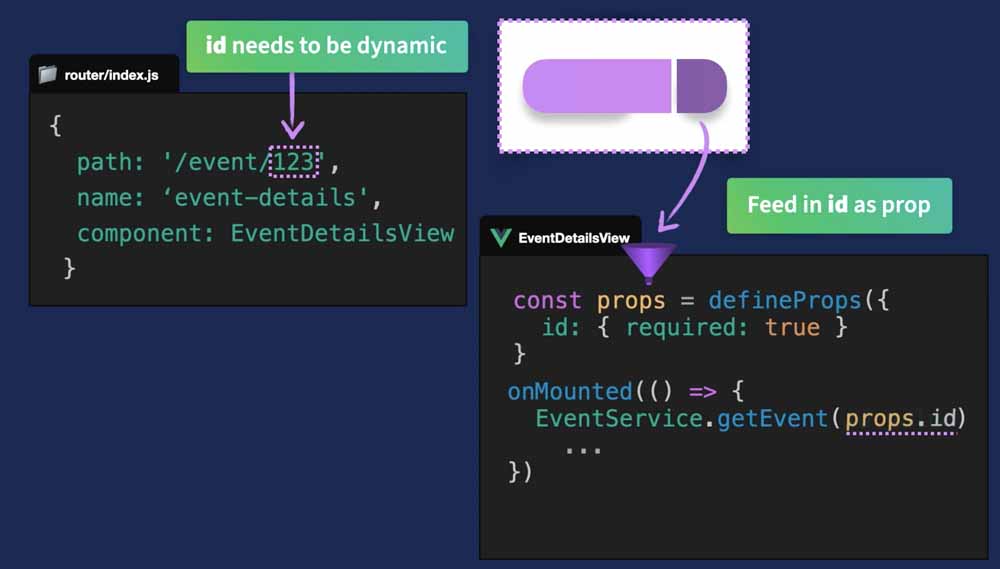 id needs to be dynamic
router/index.js
{
path: '/event/123',
name: ‘event-details',
component: EventDetailsView
}
Feed in id as prop
EventDetailsView
const props = defineProps({
id: { required: true }
}
onMounted(() => {
EventService.getEvent(props.id)
...
})